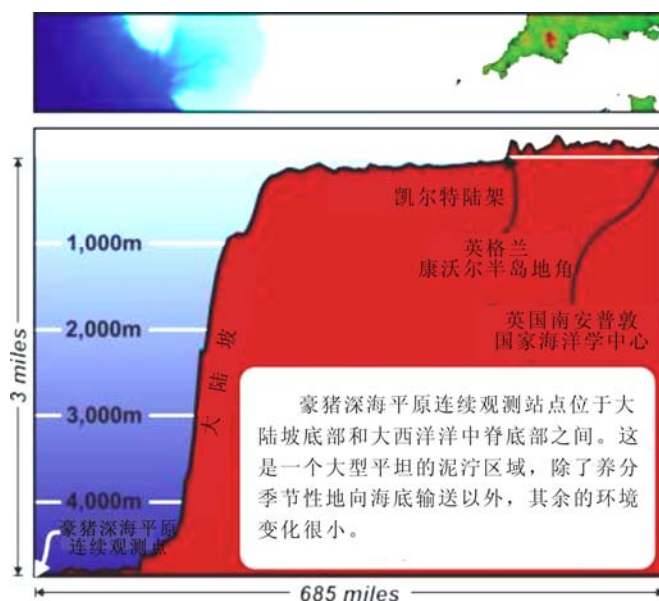 凯尔特陆架
1,000m
英格兰
康沃尔半岛地角
2,000m
英国南安普敦
国家海洋学中心
大陆坡
3 miles
3,000m
豪猪深海平原连续观测站点位于大
陆坡底部和大西洋洋中脊底部之间。这
是一个大型平坦的泥泞区域，除了养分
季节性地向海底输送以外，其余的环境
变化很小。
4,000m
豪猪深海平原
连续观测点
685 miles